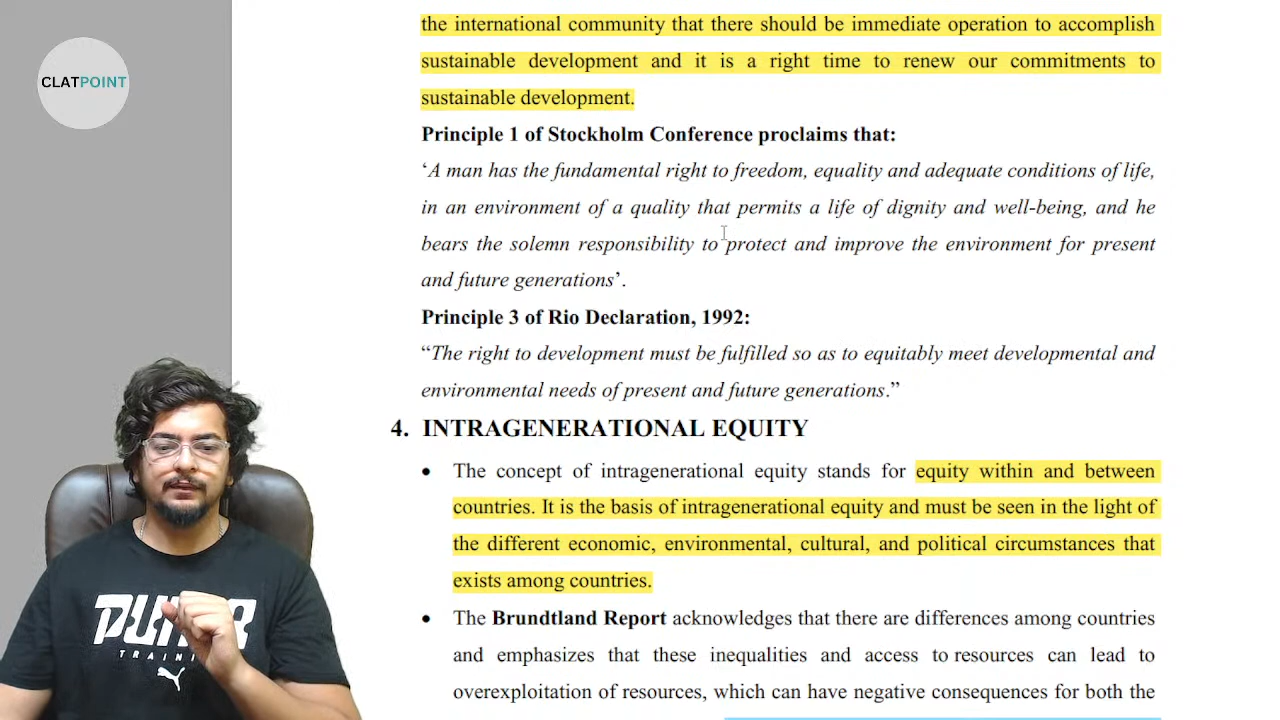 CLATPOINT
the international community that there should be immediate operation to accomplish
sustainable development and it is a right time to renew our commitments to
sustainable development.
Principle 1 of Stockholm Conference proclaims that:
‘A man has the fundamental right to freedom, equality and adequate conditions of life,
in an environment of a quality that permits a life of dignity and well-being, and he
bears the solemn responsibility to protect and improve the environment for present
and future generations’.
Principle 3 of Rio Declaration, 1992:
“The right to development must be fulfilled so as to equitably meet developmental and
environmental needs of present and future generations.”
4. INTRAGENERATIONAL EQUITY
• The concept of intragenerational equity stands for equity within and between
countries. It is the basis of intragenerational equity and must be seen in the light of
the different economic, environmental, cultural, and political circumstances that
exists among countries.
• The Brundtland Report acknowledges that there are differences among countries
and emphasizes that these inequalities and access to resources can lead to
overexploitation of resources, which can have negative consequences for both the